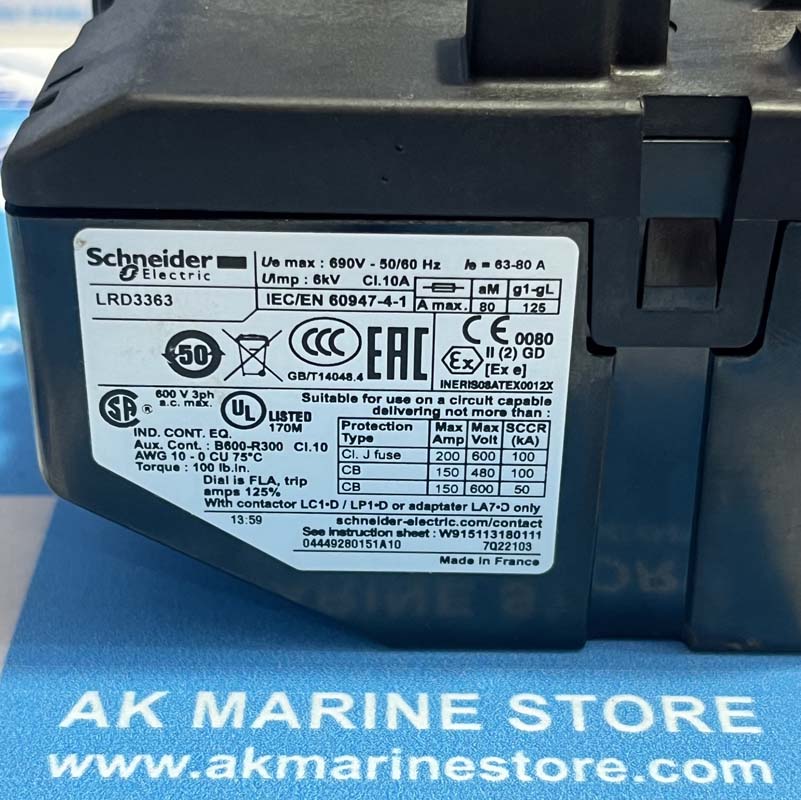 Schneider
Electric
LRD3363
Ue max : 690V - 50/60 Hz Ie = 63-80 A
Uimp : 6kV Cl.10A
IEC/EN 60947-4-1
aM g1-gL
A max. 80 125
50
CCC
GB/T14048.4
EAC
CE 0080
Ex II (2) GD
[Ex e]
INERIS08ATEX0012X
SA ®
600 V 3ph
a.c. max.
UL LISTED
170M
IND. CONT. EQ.
Aux. Cont. : B600-R300 Cl.10
AWG 10 - 0 CU 75°C
Torque : 100 lb.in.
Dial is FLA, trip
amps 125%
Suitable for use on a circuit capable
delivering not more than :
Protection Type Max Amp Max Volt SCCR (kA)
Cl. J fuse 200 600 100
CB 150 480 100
CB 150 600 50
With contactor LC1•D / LP1•D or adaptater LA7•D only
13:59
schneider-electric.com/contact
See instruction sheet : W915113180111
04449280151A10 7Q22103
Made in France
AK MARINE STORE
www.akmarinestore.com